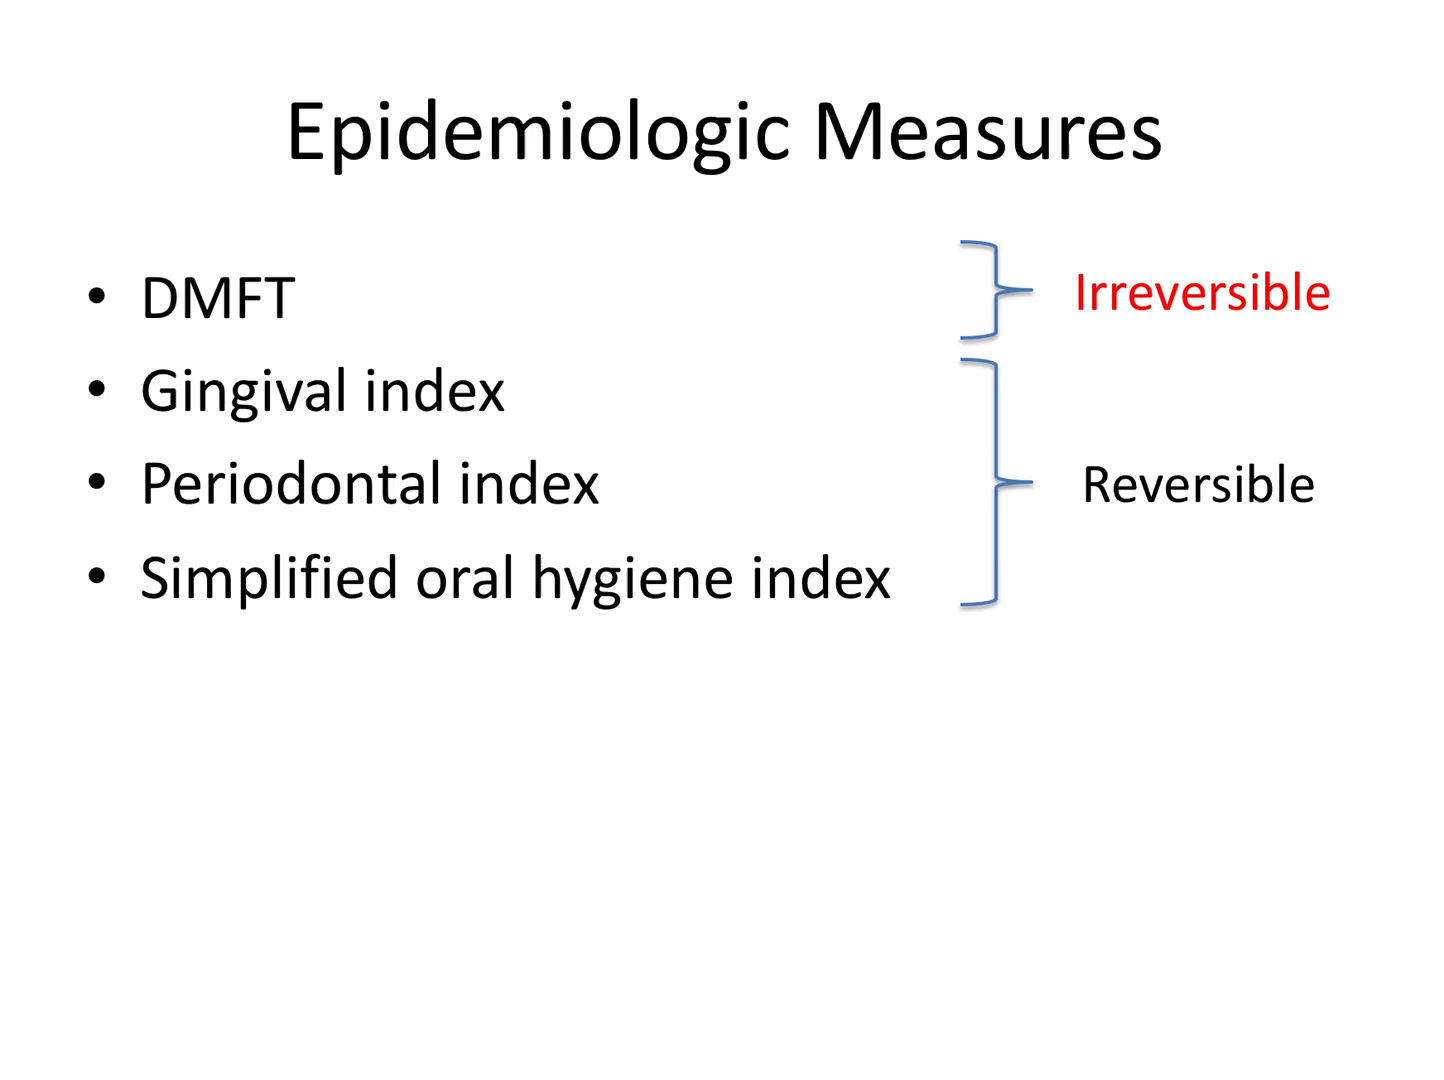 Epidemiologic Measures
• DMFT
Irreversible
• Gingival index
• Periodontal index
Reversible
• Simplified oral hygiene index